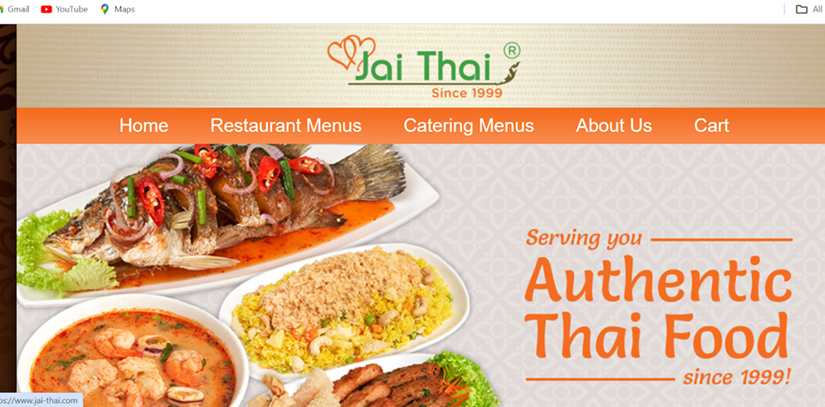 Gmail
YouTube
Maps
All
Jai Thai ®
Since 1999
Home
Restaurant Menus
Catering Menus
About Us
Cart
Serving you
Authentic
Thai Food
since 1999!
ps://www.jai-thai.com